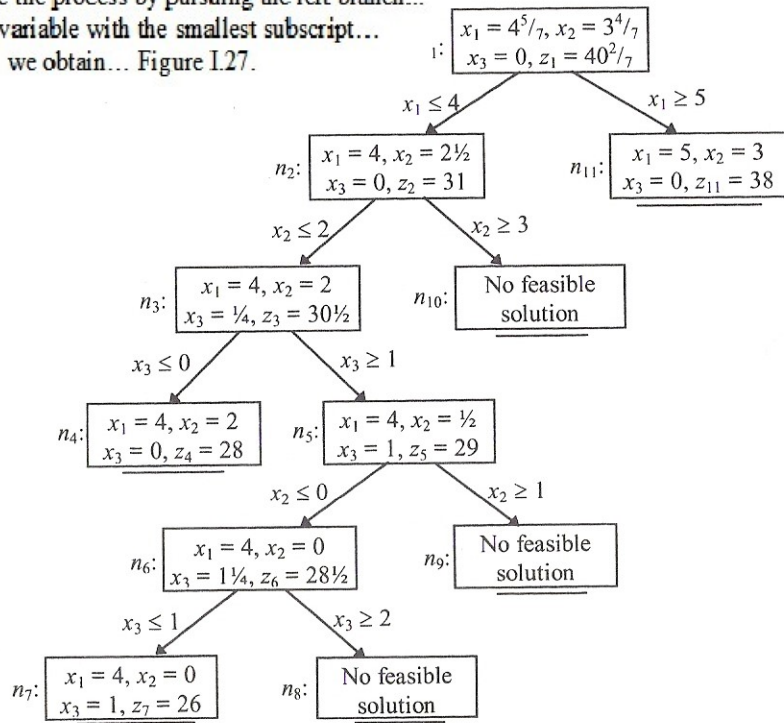 the process by pursuing the left branch...
variable with the smallest subscript…
we obtain… Figure I.27.
1:
x₁ = 4⁵/₇, x₂ = 3⁴/₇
x₃ = 0, z₁ = 40²/₇
x₁ ≤ 4
x₁ ≥ 5
n₂:
x₁ = 4, x₂ = 2½
x₃ = 0, z₂ = 31
n₁₁:
x₁ = 5, x₂ = 3
x₃ = 0, z₁₁ = 38
x₂ ≤ 2
x₂ ≥ 3
n₃:
x₁ = 4, x₂ = 2
x₃ = ¼, z₃ = 30½
n₁₀:
No feasible
solution
x₃ ≤ 0
x₃ ≥ 1
n₄:
x₁ = 4, x₂ = 2
x₃ = 0, z₄ = 28
n₅:
x₁ = 4, x₂ = ½
x₃ = 1, z₅ = 29
x₂ ≤ 0
x₂ ≥ 1
n₆:
x₁ = 4, x₂ = 0
x₃ = 1¼, z₆ = 28½
n₉:
No feasible
solution
x₃ ≤ 1
x₃ ≥ 2
n₇:
x₁ = 4, x₂ = 0
x₃ = 1, z₇ = 26
n₈:
No feasible
solution